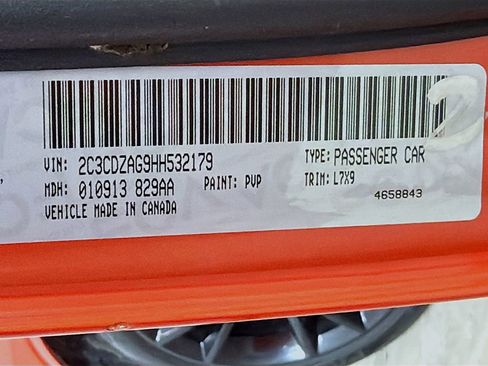 VIN: 2C3CDZAG9HH532179 TYPE: PASSENGER CAR
MDH: 010913 829AA PAINT: PVP TRIM: L7X9
VEHICLE MADE IN CANADA 4658843